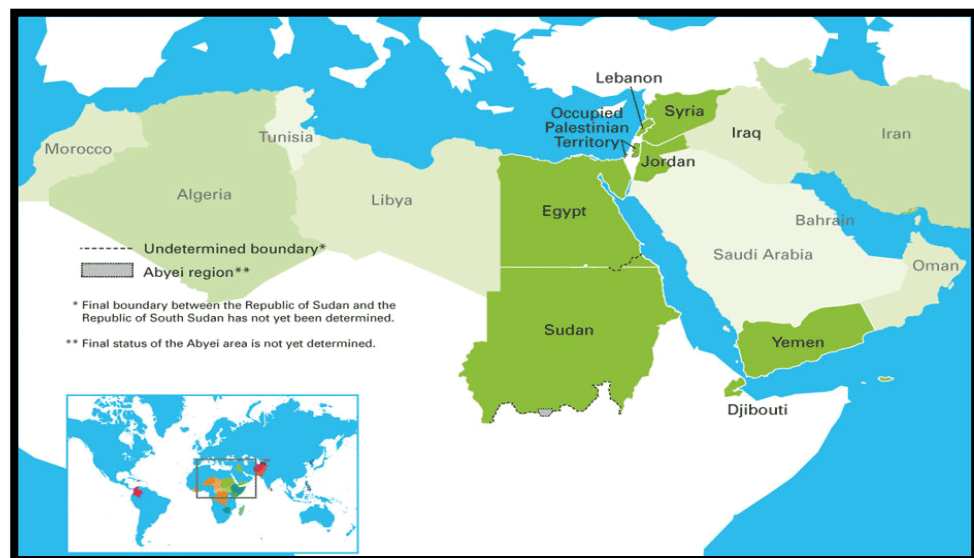 Lebanon
Occupied
Palestinian
Territory
Syria
Iraq
Iran
Jordan
Morocco
Tunisia
Algeria
Libya
Egypt
Bahrain
Saudi Arabia
Oman
Undetermined boundary*
Abyei region**
* Final boundary between the Republic of Sudan and the
Republic of South Sudan has not yet been determined.
** Final status of the Abyei area is not yet determined.
Sudan
Yemen
Djibouti